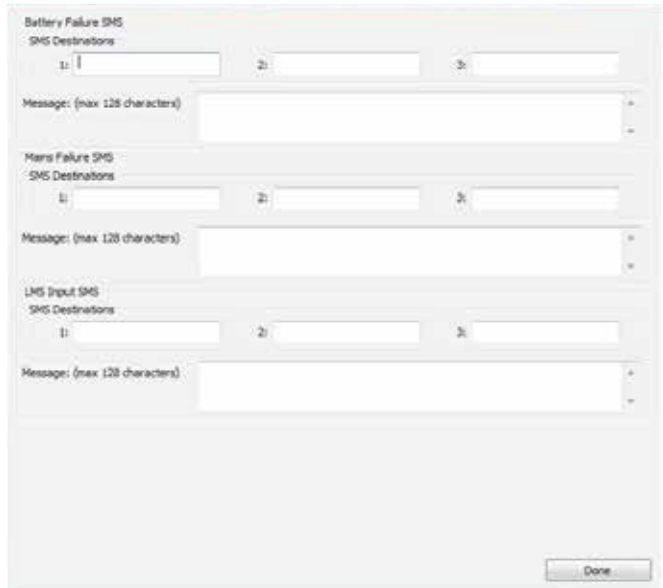 Battery Failure SMS
SMS Destinations
1: 2: 3:
Message: (max 128 characters)
Mains Failure SMS
SMS Destinations
1: 2: 3:
Message: (max 128 characters)
LMS Input SMS
SMS Destinations
1: 2: 3:
Message: (max 128 characters)
Done